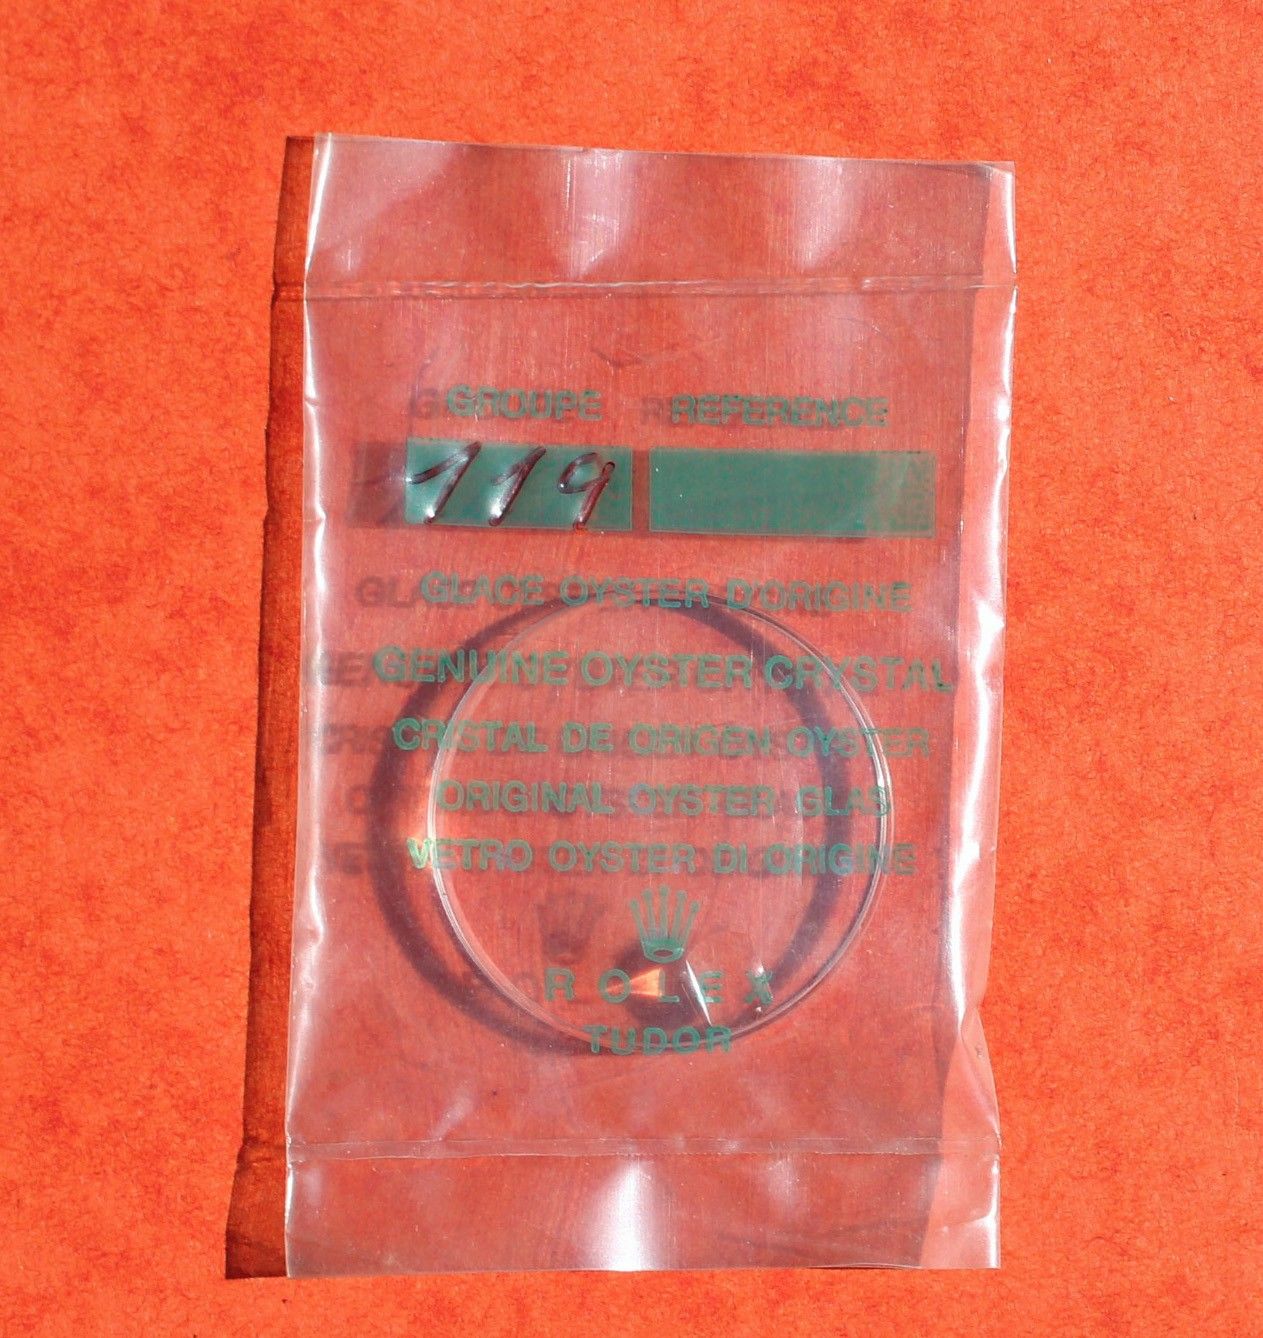 GROUPE REFERENCE
119
GLACE OYSTER D'ORIGINE
GENUINE OYSTER CRYSTAL
CRISTAL DE ORIGEN OYSTER
ORIGINAL OYSTER GLAS
VETRO OYSTER DI ORIGINE
ROLEX
TUDOR